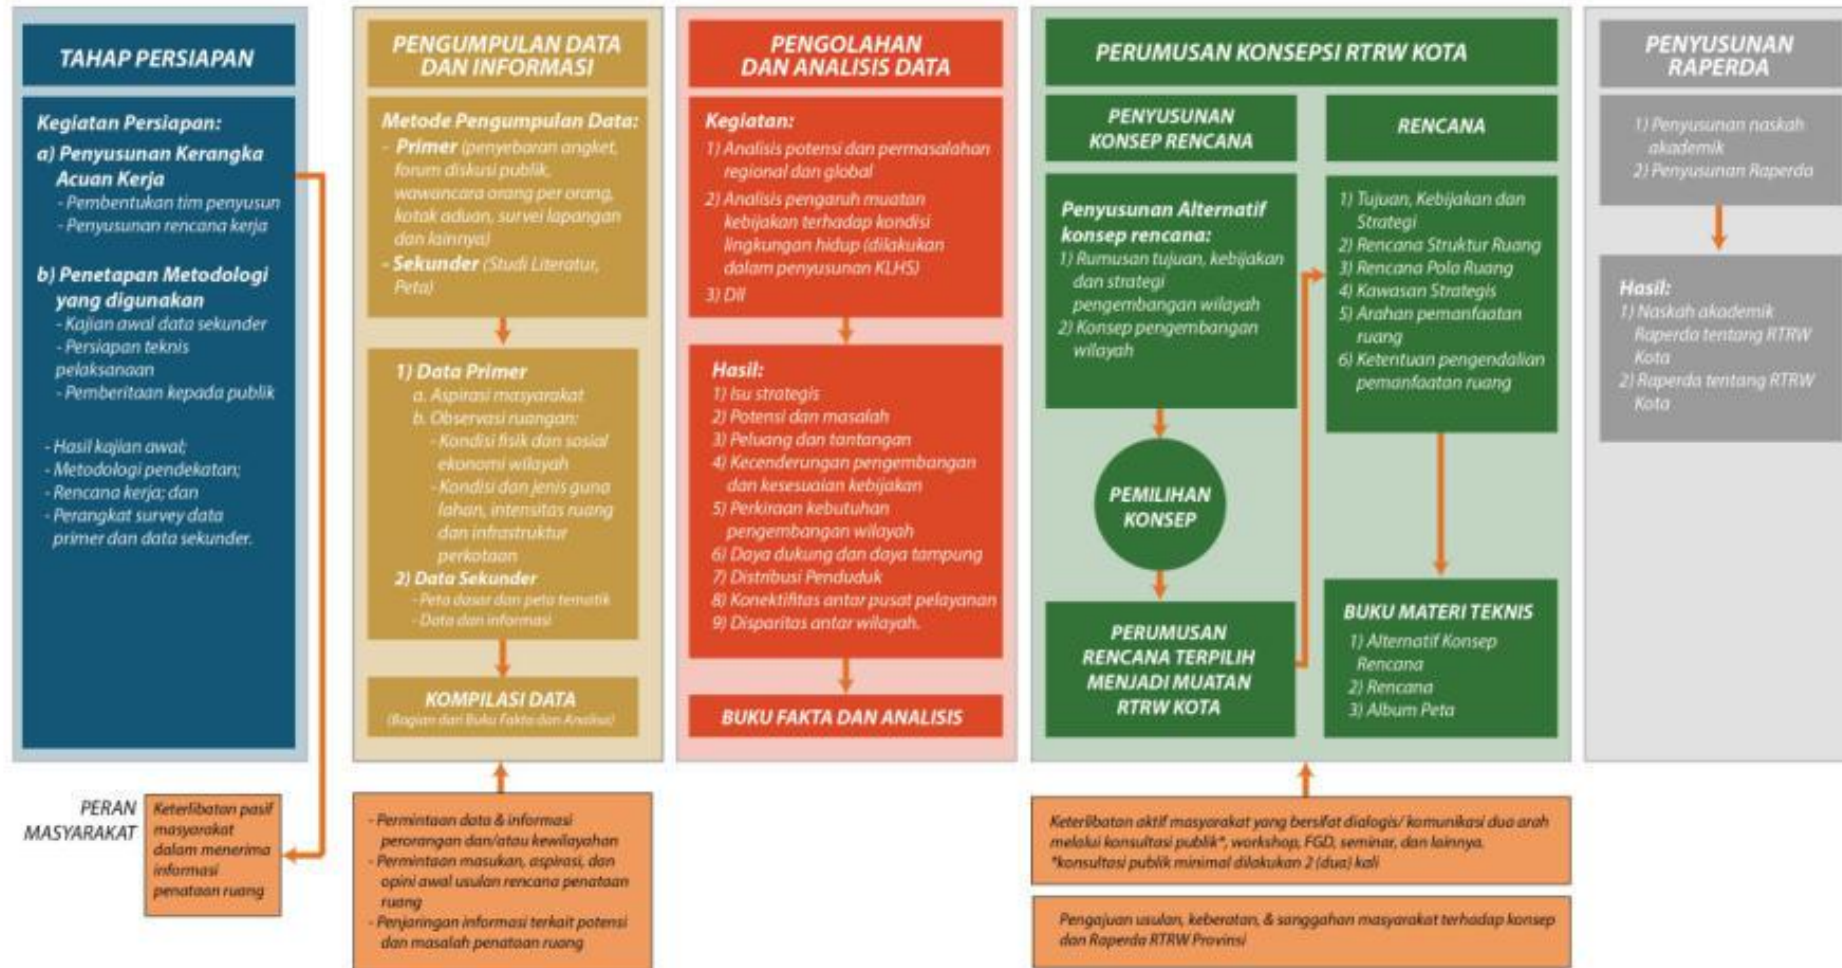 TAHAP PERSIAPAN
Kegiatan Persiapan:
a) Penyusunan Kerangka
Acuan Kerja
- Pembentukan tim penyusun
- Penyusunan rencana kerja
b) Penetapan Metodologi
yang digunakan
- Kajian awal data sekunder
- Persiapan teknis
pelaksanaan
- Pemberitaan kepada publik
- Hasil kajian awal;
- Metodologi pendekatan;
- Rencana kerja; dan
- Perangkat survey data
primer dan data sekunder.
PENGUMPULAN DATA
DAN INFORMASI
Metode Pengumpulan Data:
- Primer (penyebaran angket,
forum diskusi publik,
wawancara orang per orang,
kotak aduan, survei lapangan
dan lainnya)
- Sekunder (Studi Literatur,
Peta)
1) Data Primer
a. Aspirasi masyarakat
b. Observasi ruangan:
- Kondisi fisik dan sosial
ekonomi wilayah
- Kondisi dan jenis guna
lahan, intensitas ruang
dan infrastruktur
perkotaan
2) Data Sekunder
- Peta dasar dan peta tematik
- Data dan informasi
KOMPILASI DATA
(Bagian dari Buku Fakta dan Analisa)
PENGOLAHAN
DAN ANALISIS DATA
Kegiatan:
1) Analisis potensi dan permasalahan
regional dan global
2) Analisis pengaruh muatan
kebijakan terhadap kondisi
lingkungan hidup (dilakukan
dalam penyusunan KLHS)
3) Dll
Hasil:
1) Isu strategis
2) Potensi dan masalah
3) Peluang dan tantangan
4) Kecenderungan pengembangan
dan kesesuaian kebijakan
5) Perkiraan kebutuhan
pengembangan wilayah
6) Daya dukung dan daya tampung
7) Distribusi Penduduk
8) Konektifitas antar pusat pelayanan
9) Disparitas antar wilayah.
BUKU FAKTA DAN ANALISIS
PERUMUSAN KONSEPSI RTRW KOTA
PENYUSUNAN
KONSEP RENCANA
Penyusunan Alternatif
konsep rencana:
1) Rumusan tujuan, kebijakan
dan strategi
pengembangan wilayah
2) Konsep pengembangan
wilayah
PEMILIHAN
KONSEP
PERUMUSAN
RENCANA TERPILIH
MENJADI MUATAN
RTRW KOTA
RENCANA
1) Tujuan, Kebijakan dan
Strategi
2) Rencana Struktur Ruang
3) Rencana Pola Ruang
4) Kawasan Strategis
5) Arahan pemanfaatan
ruang
6) Ketentuan pengendalian
pemanfaatan ruang
BUKU MATERI TEKNIS
1) Alternatif Konsep
Rencana
2) Rencana
3) Album Peta
PENYUSUNAN
RAPERDA
1) Penyusunan naskah
akademik
2) Penyusunan Raperda
Hasil:
1) Naskah akademik
Raperda tentang RTRW
Kota
2) Raperda tentang RTRW
Kota
PERAN
MASYARAKAT
Keterlibatan pasif
masyarakat
dalam menerima
informasi
penataan ruang
- Permintaan data & informasi
perorangan dan/atau kewilayahan
- Permintaan masukan, aspirasi, dan
opini awal usulan rencana penataan
ruang
- Penjaringan informasi terkait potensi
dan masalah penataan ruang
Keterlibatan aktif masyarakat yang bersifat dialogis/ komunikasi dua arah
melalui konsultasi publik*, workshop, FGD, seminar, dan lainnya.
*konsultasi publik minimal dilakukan 2 (dua) kali
Pengajuan usulan, keberatan, & sanggahan masyarakat terhadap konsep
dan Raperda RTRW Provinsi